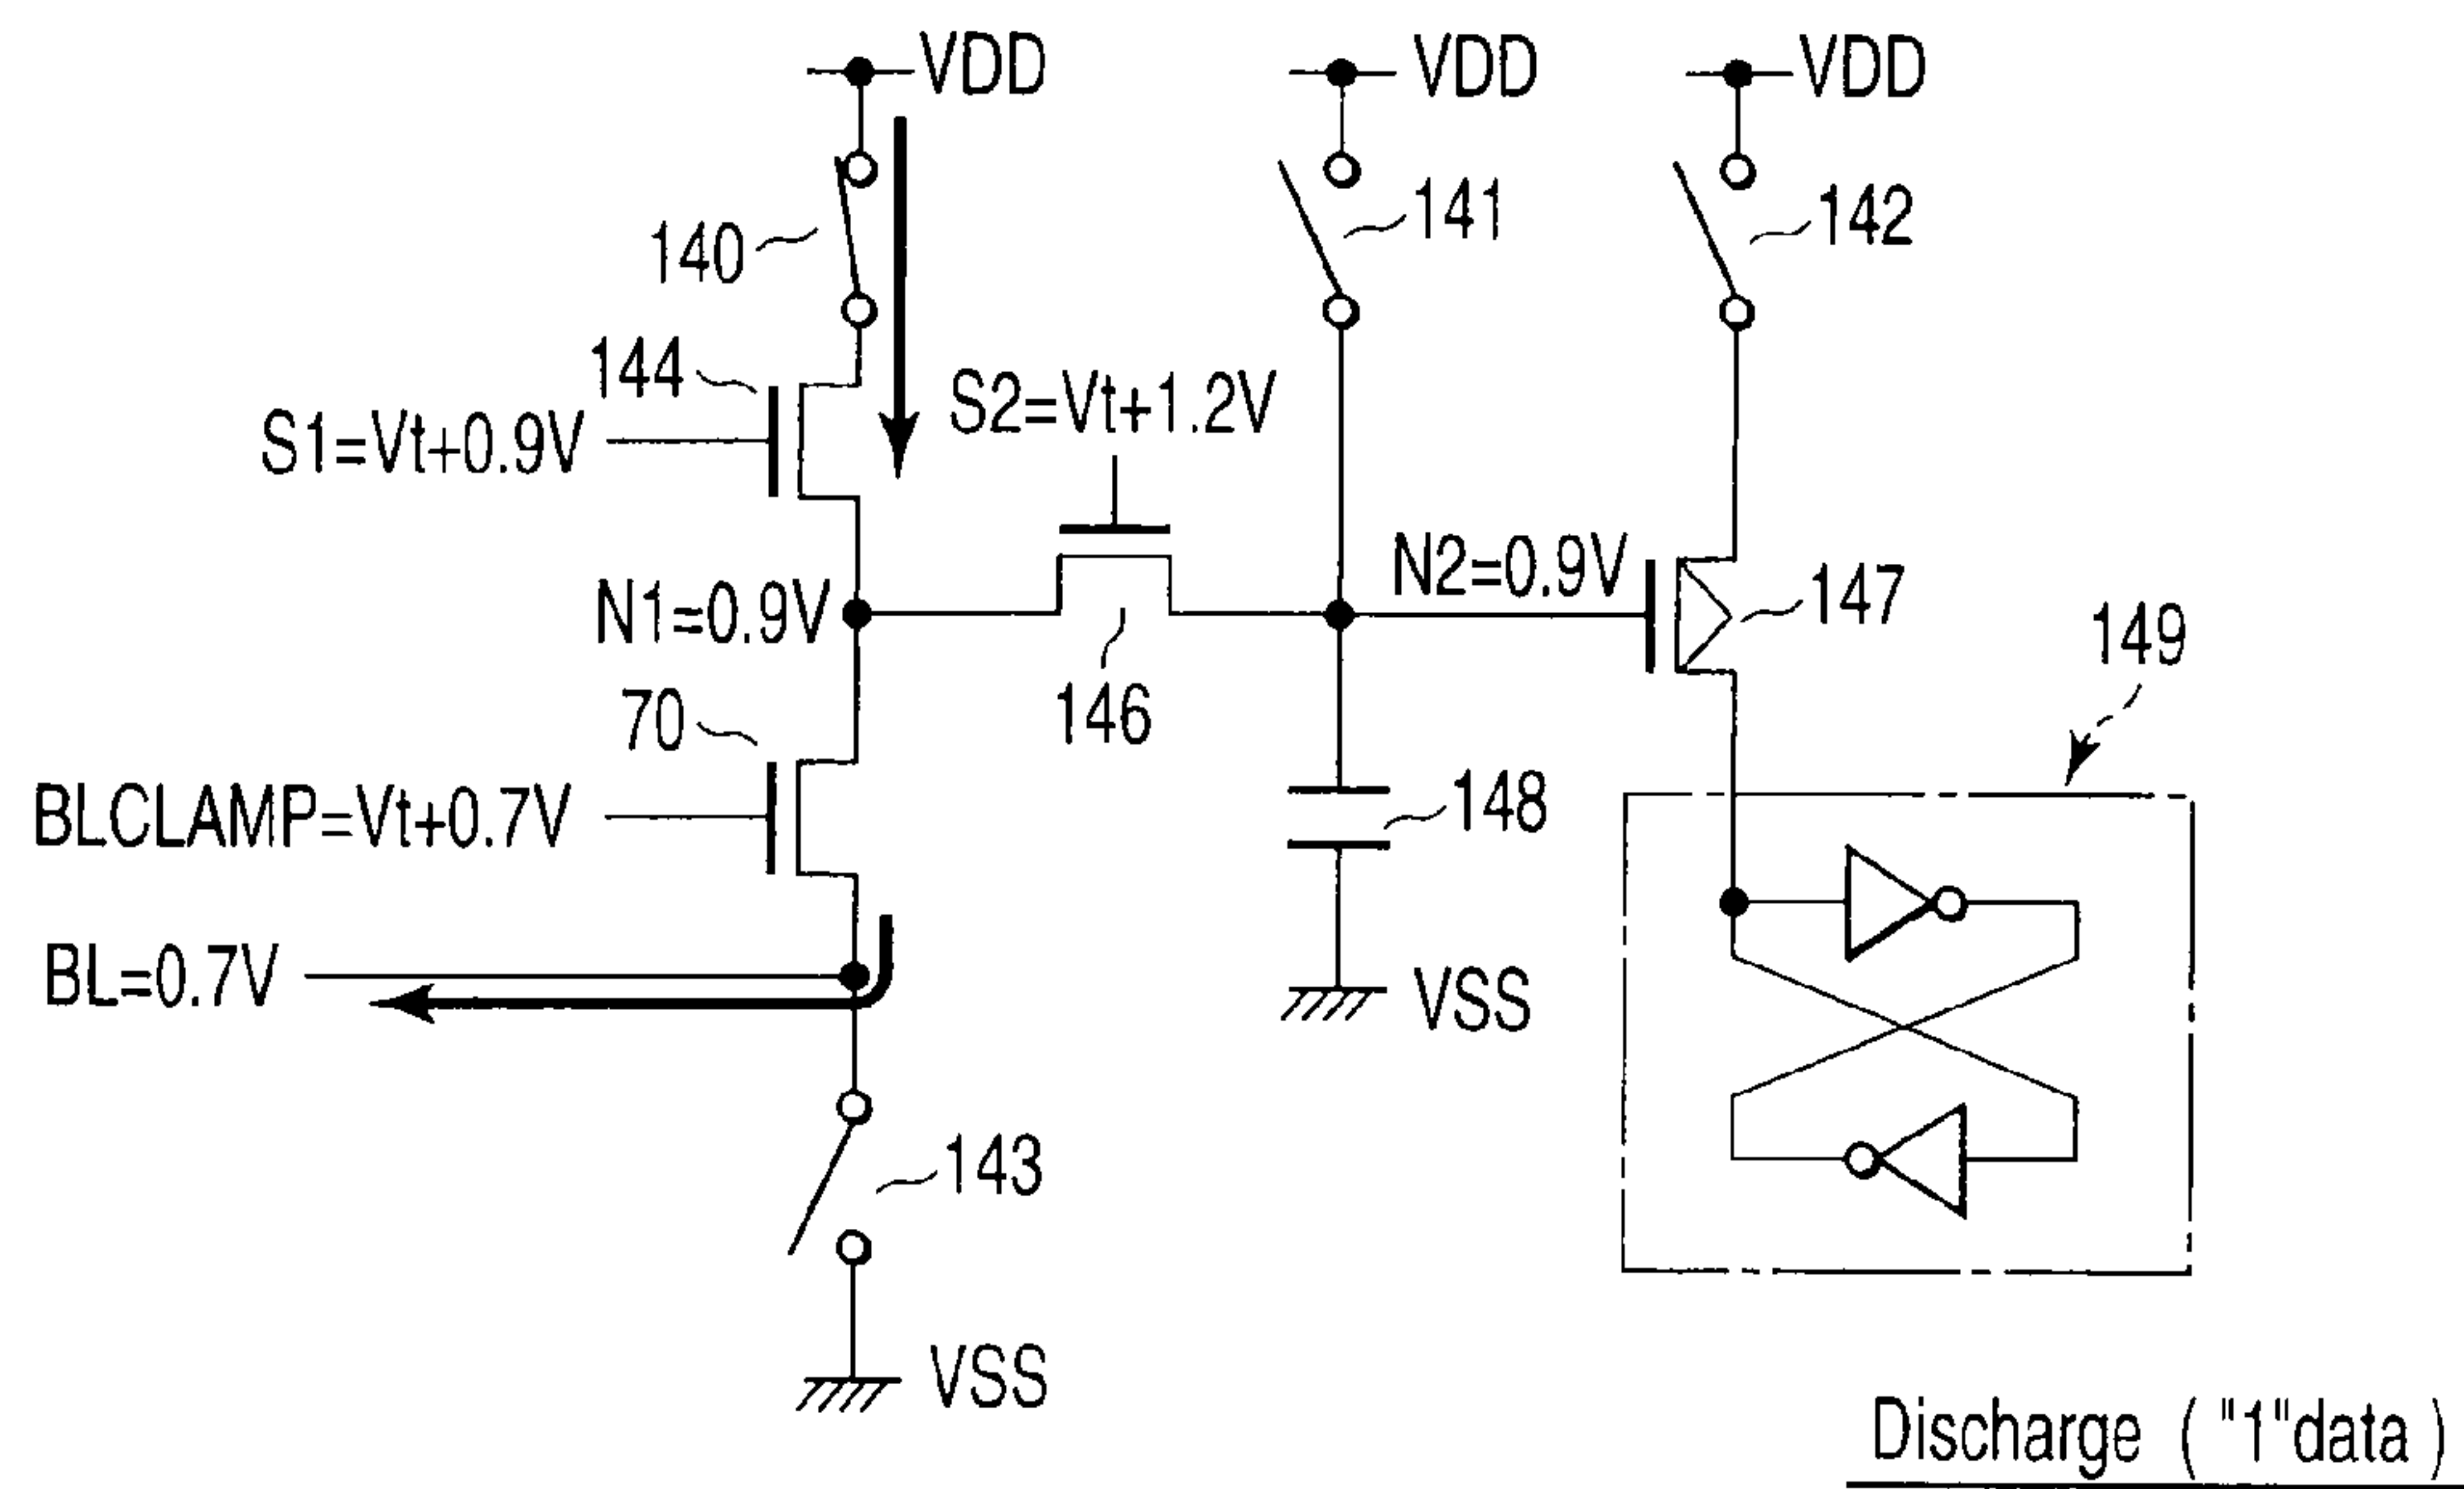 VDD
VDD
VDD
140
141
142
144
S1=Vt+0.9V
S2=Vt+1.2V
N1=0.9V
N2=0.9V
147
149
70
146
BLCLAMP=Vt+0.7V
148
BL=0.7V
VSS
143
VSS
Discharge ( "1"data )